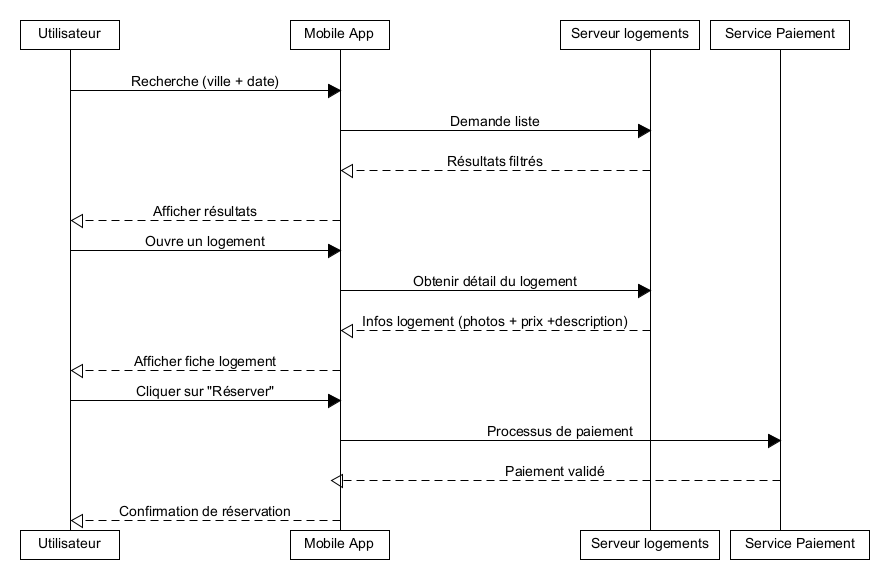 Utilisateur
Mobile App
Serveur logements
Service Paiement
Recherche (ville + date)
Demande liste
Résultats filtrés
Afficher résultats
Ouvre un logement
Obtenir détail du logement
Infos logement (photos + prix +description)
Afficher fiche logement
Cliquer sur "Réserver"
Processus de paiement
Paiement validé
Confirmation de réservation
Utilisateur
Mobile App
Serveur logements
Service Paiement